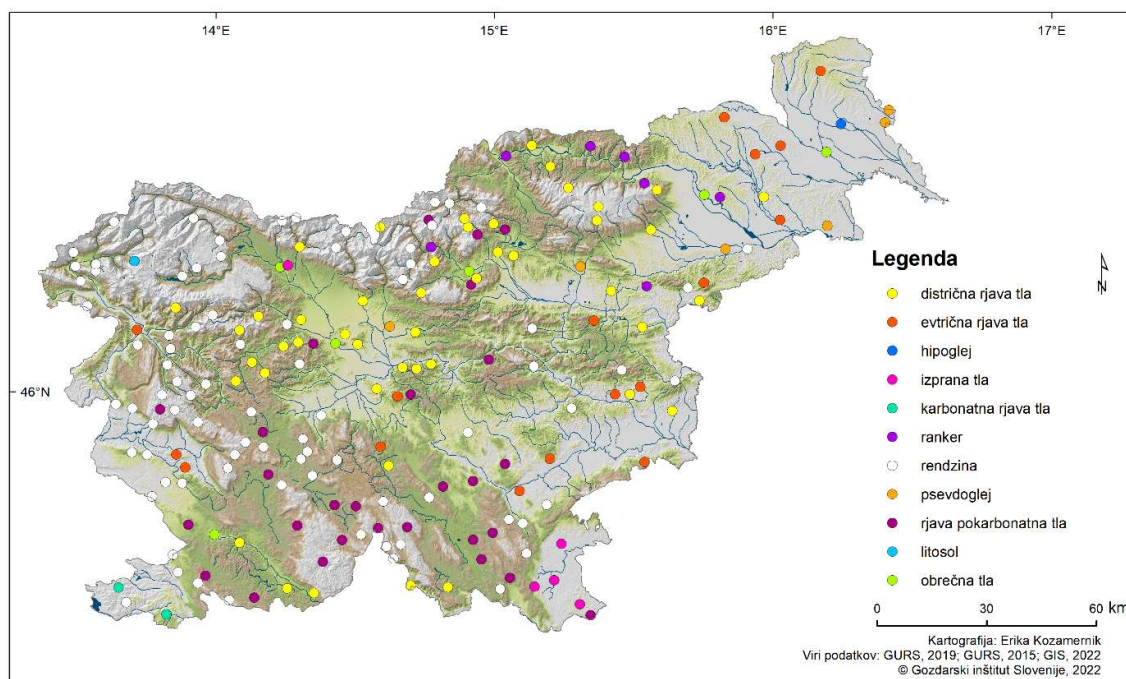 14°E 15°E 16°E 17°E
46°N
Legenda
distrična rjava tla
evtrična rjava tla
hipoglej
izprana tla
karbonatna rjava tla
ranker
rendzina
psevdoglej
rjava pokarbonatna tla
litosol
obrečna tla
N
0 30 60 km
Kartografija: Erika Kozamernik
Viri podatkov: GURS, 2019; GURS, 2015; GIS, 2022
© Gozdarski inštitut Slovenije, 2022